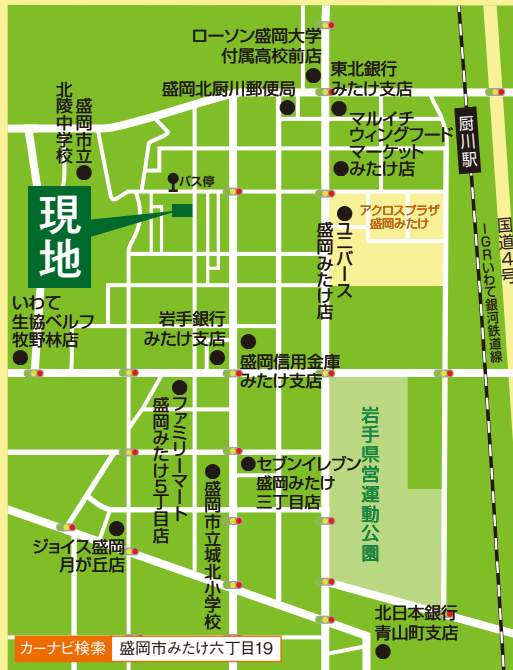 ローソン盛岡大学
付属高校前店
東北銀行
みたけ支店
盛岡北厨川郵便局
マルイチ
ウィングフード
マーケット
みたけ店
盛岡市立
北陵中学校
厨川駅
国道4号
IGRいわて銀河鉄道線
バス停
現地
アクロスプラザ
盛岡みたけ
ユニバース
盛岡みたけ店
いわて
生協ベルフ
牧野林店
岩手銀行
みたけ支店
盛岡信用金庫
みたけ支店
ファミリーマート
盛岡みたけ5丁目店
岩手県営運動公園
セブンイレブン
盛岡みたけ
三丁目店
盛岡市立城北小学校
ジョイス盛岡
月が丘店
北日本銀行
青山町支店
カーナビ検索 盛岡市みたけ六丁目19